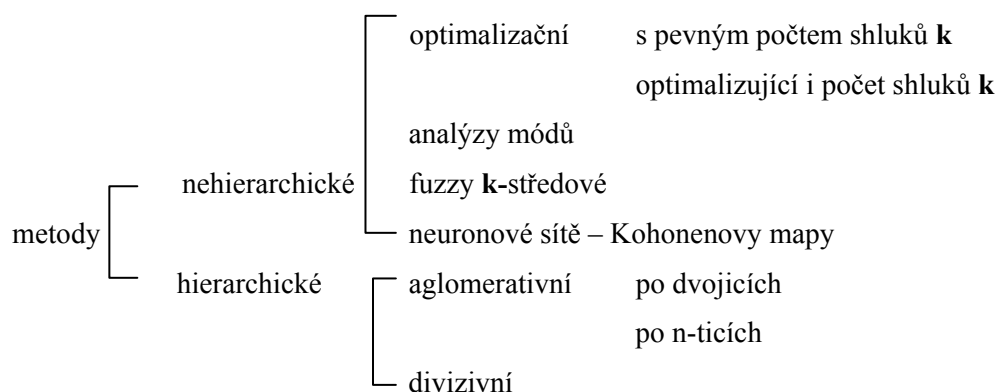 optimalizační s pevným počtem shluků k
optimalizující i počet shluků k
analýzy módů
nehierarchické fuzzy k-středové
metody neuronové sítě – Kohonenovy mapy
hierarchické aglomerativní po dvojicích
po n-ticích
divizivní